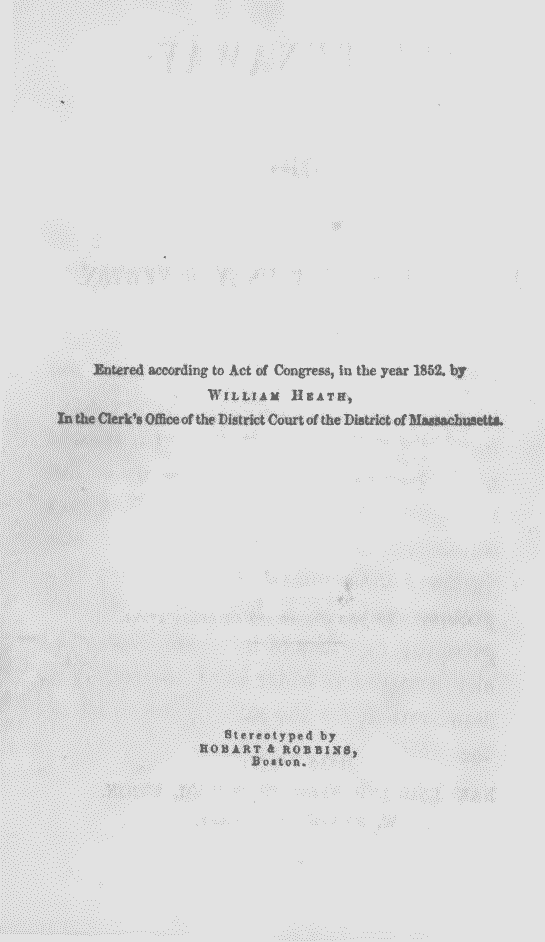 Entered according to Act of Congress, in the year 1852, by
WILLIAM HEATH,
In the Clerk's Office of the District Court of the District of Massachusetts.
Stereotyped by
HOBART & ROBBINS,
Boston.